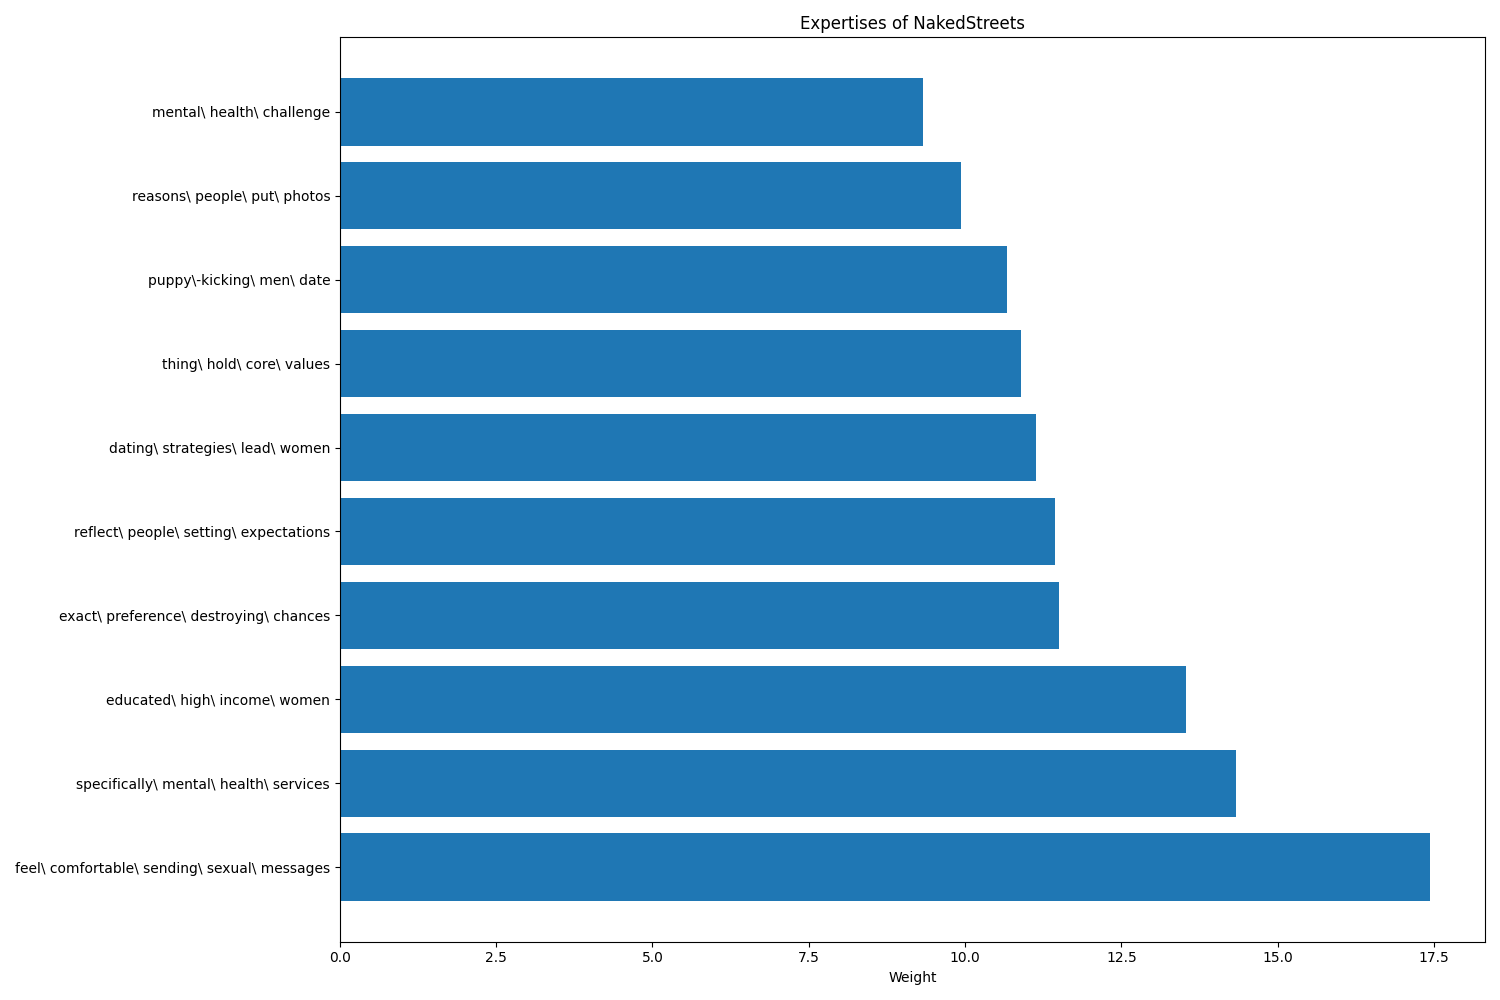 Expertises of NakedStreets
mental\ health\ challenge
reasons\ people\ put\ photos
puppy\-kicking\ men\ date
thing\ hold\ core\ values
dating\ strategies\ lead\ women
reflect\ people\ setting\ expectations
exact\ preference\ destroying\ chances
educated\ high\ income\ women
specifically\ mental\ health\ services
feel\ comfortable\ sending\ sexual\ messages
0.0 2.5 5.0 7.5 10.0 12.5 15.0 17.5
Weight